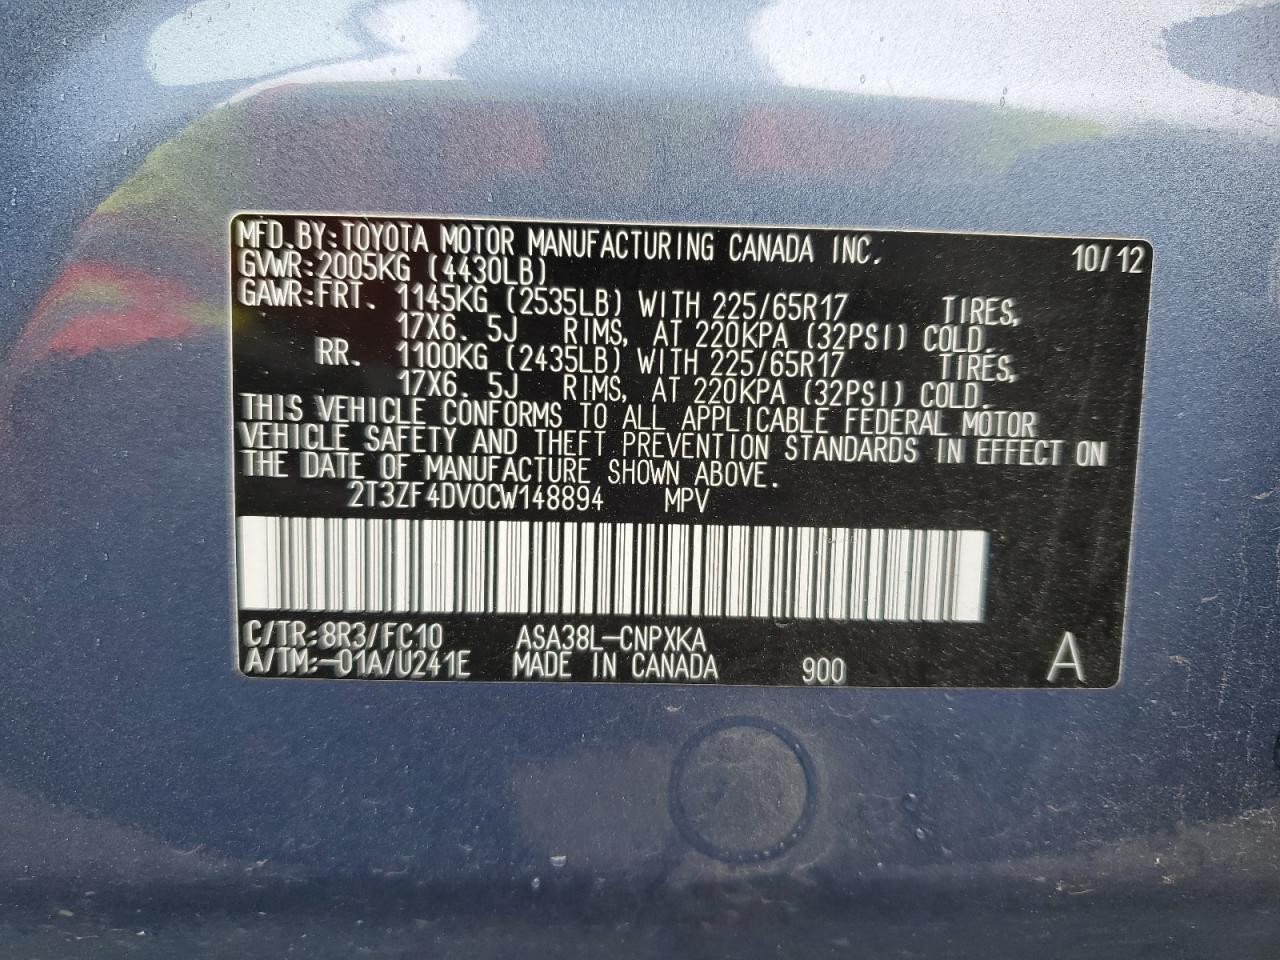 MFD. BY: TOYOTA MOTOR MANUFACTURING CANADA INC. 10/12
GVWR: 2005KG (4430LB)
GAWR: FRT. 1145KG (2535LB) WITH 225/65R17 TIRES,
17X6. 5J RIMS, AT 220KPA (32PSI) COLD.
RR. 1100KG (2435LB) WITH 225/65R17 TIRES,
17X6. 5J RIMS, AT 220KPA (32PSI) COLD.
THIS VEHICLE CONFORMS TO ALL APPLICABLE FEDERAL MOTOR
VEHICLE SAFETY AND THEFT PREVENTION STANDARDS IN EFFECT ON
THE DATE OF MANUFACTURE SHOWN ABOVE.
2T3ZF4DV0CW148894 MPV
C/TR: 8R3/FC10 ASA38L-CNPXKA
A/TM: -01A/U241E MADE IN CANADA 900 A